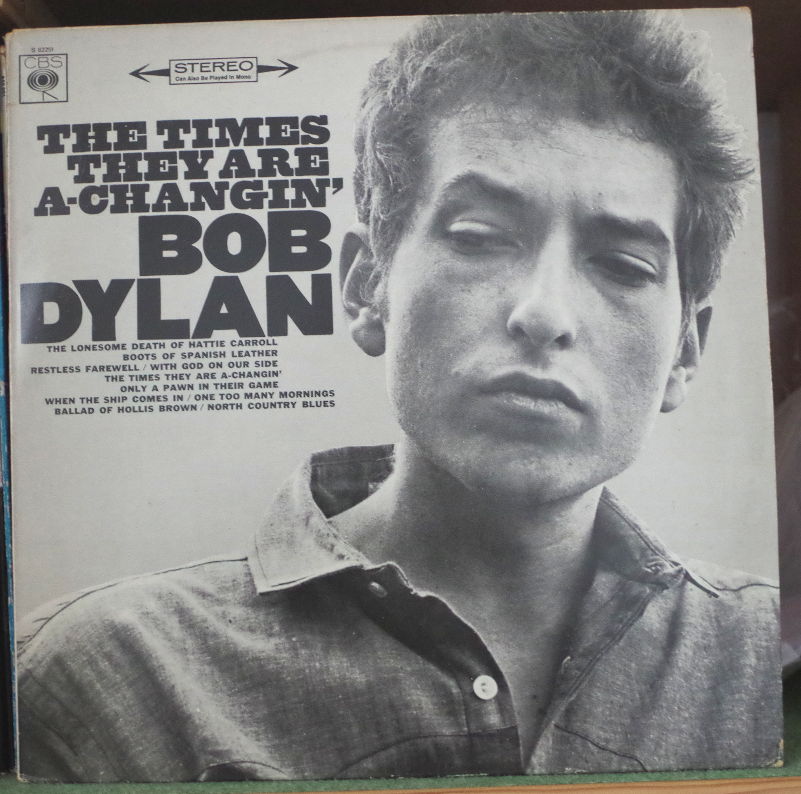 S 62251
CBS
STEREO
Can Also Be Played In Mono
THE TIMES
THEY ARE
A-CHANGIN'
BOB
DYLAN
THE LONESOME DEATH OF HATTIE CARROLL
BOOTS OF SPANISH LEATHER
RESTLESS FAREWELL / WITH GOD ON OUR SIDE
THE TIMES THEY ARE A-CHANGIN'
ONLY A PAWN IN THEIR GAME
WHEN THE SHIP COMES IN / ONE TOO MANY MORNINGS
BALLAD OF HOLLIS BROWN / NORTH COUNTRY BLUES